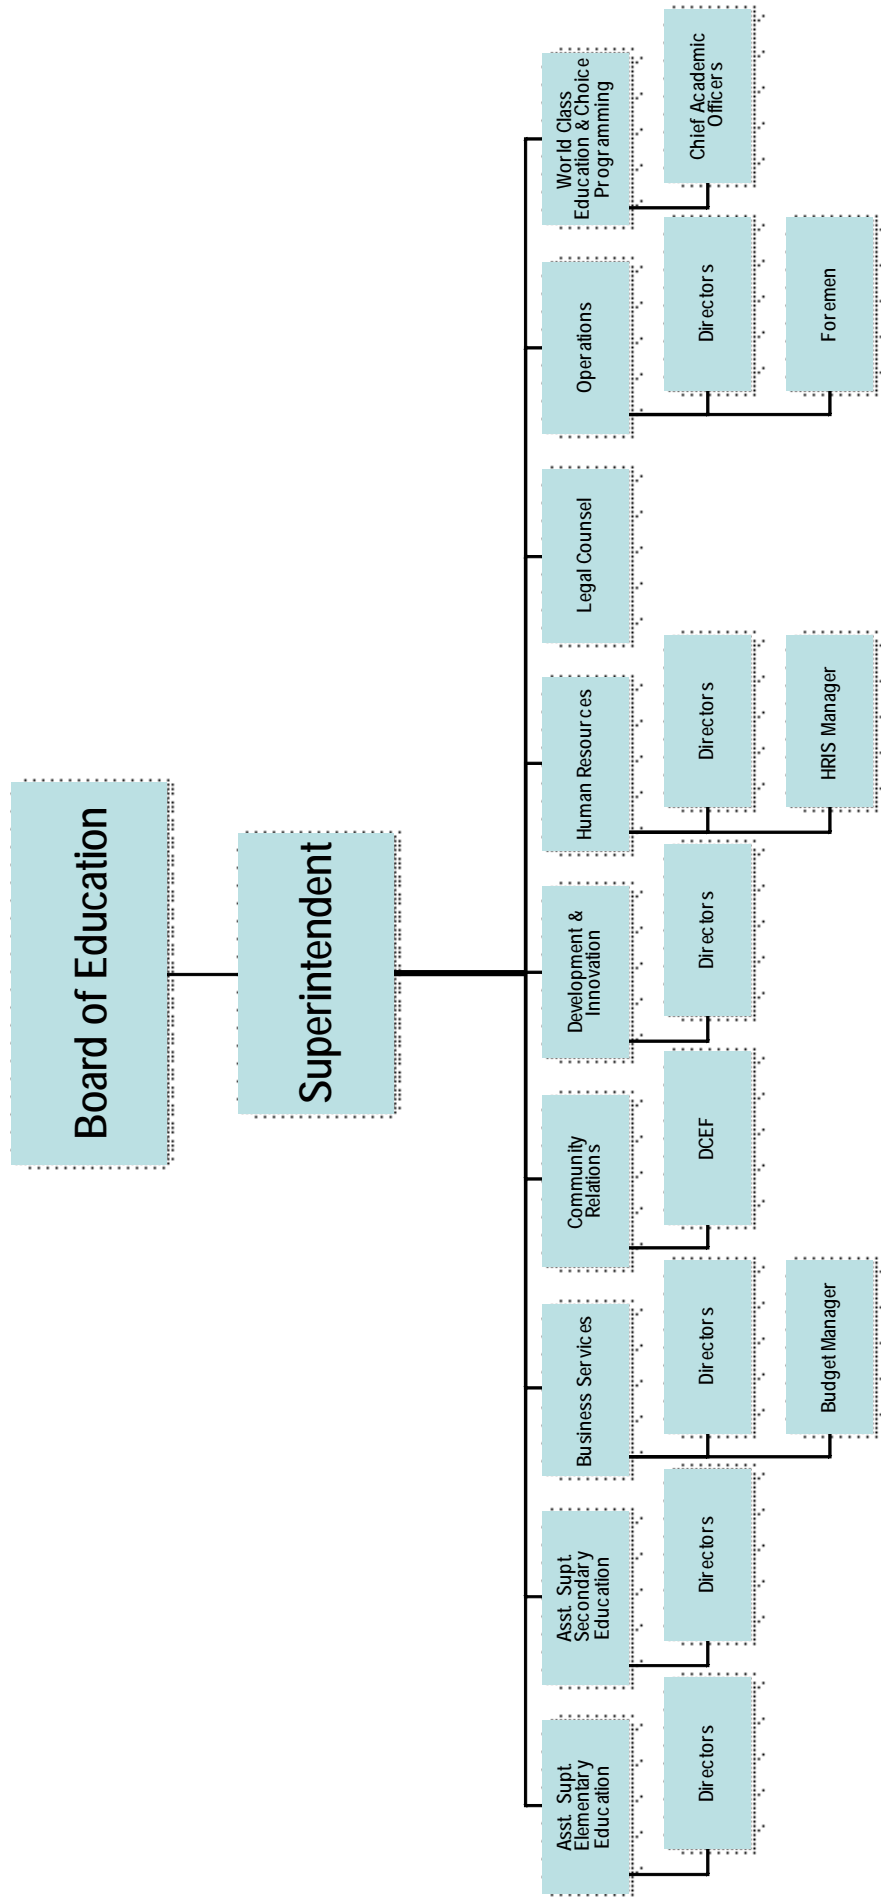 Board of Education
Superintendent
Asst. Supt.
Elementary
Education
Asst. Supt.
Secondary
Education
Business Services
Community
Relations
Development &
Innovation
Human Resources
Legal Counsel
Operations
World Class
Education & Choice
Programming
Directors
Directors
Directors
DCEF
Directors
Directors
Directors
Chief Academic
Officers
Budget Manager
HRIS Manager
Foremen